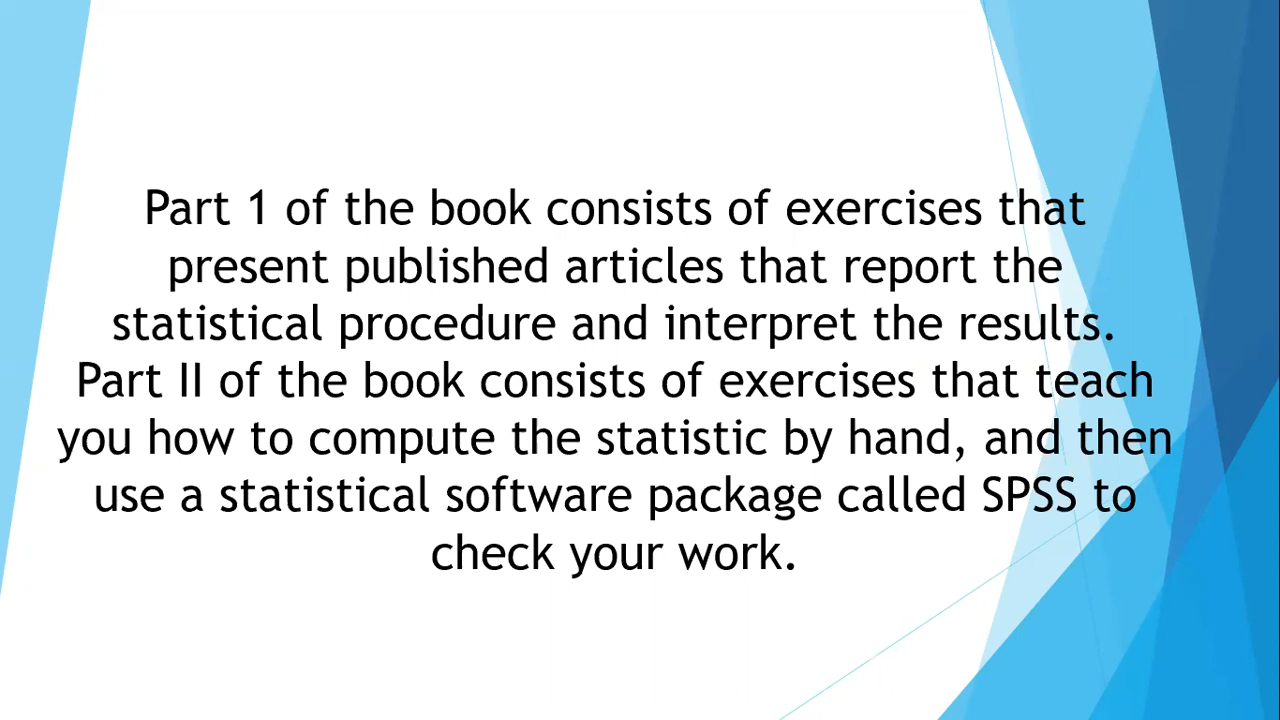 Part 1 of the book consists of exercises that
present published articles that report the
statistical procedure and interpret the results.
Part II of the book consists of exercises that teach
you how to compute the statistic by hand, and then
use a statistical software package called SPSS to
check your work.